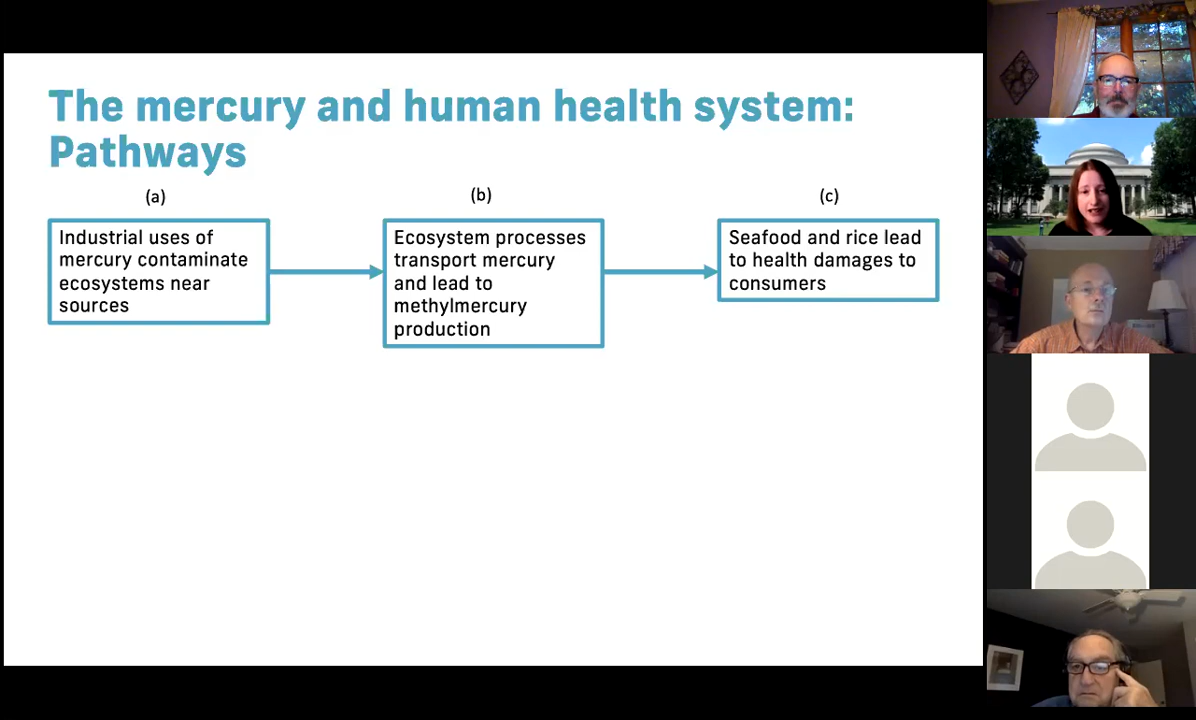 The mercury and human health system:
Pathways
(a)
Industrial uses of
mercury contaminate
ecosystems near
sources
(b)
Ecosystem processes
transport mercury
and lead to
methylmercury
production
(c)
Seafood and rice lead
to health damages to
consumers